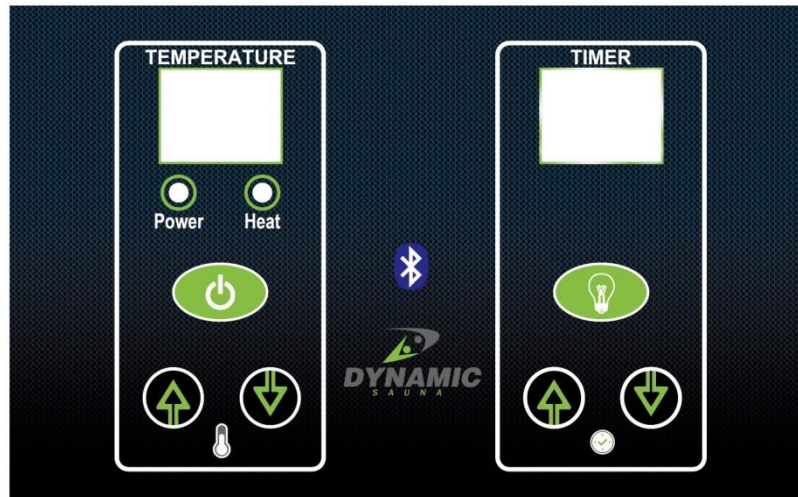 TEMPERATURE
Power
Heat
TIMER
DYNAMIC
SAUNA